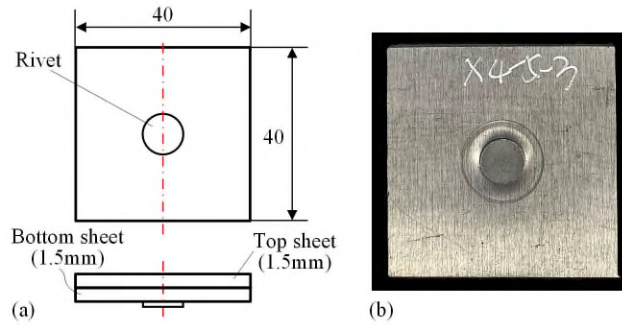 40
Rivet
40
Bottom sheet
(1.5mm)
Top sheet
(1.5mm)
(a)
X4-5-3
(b)